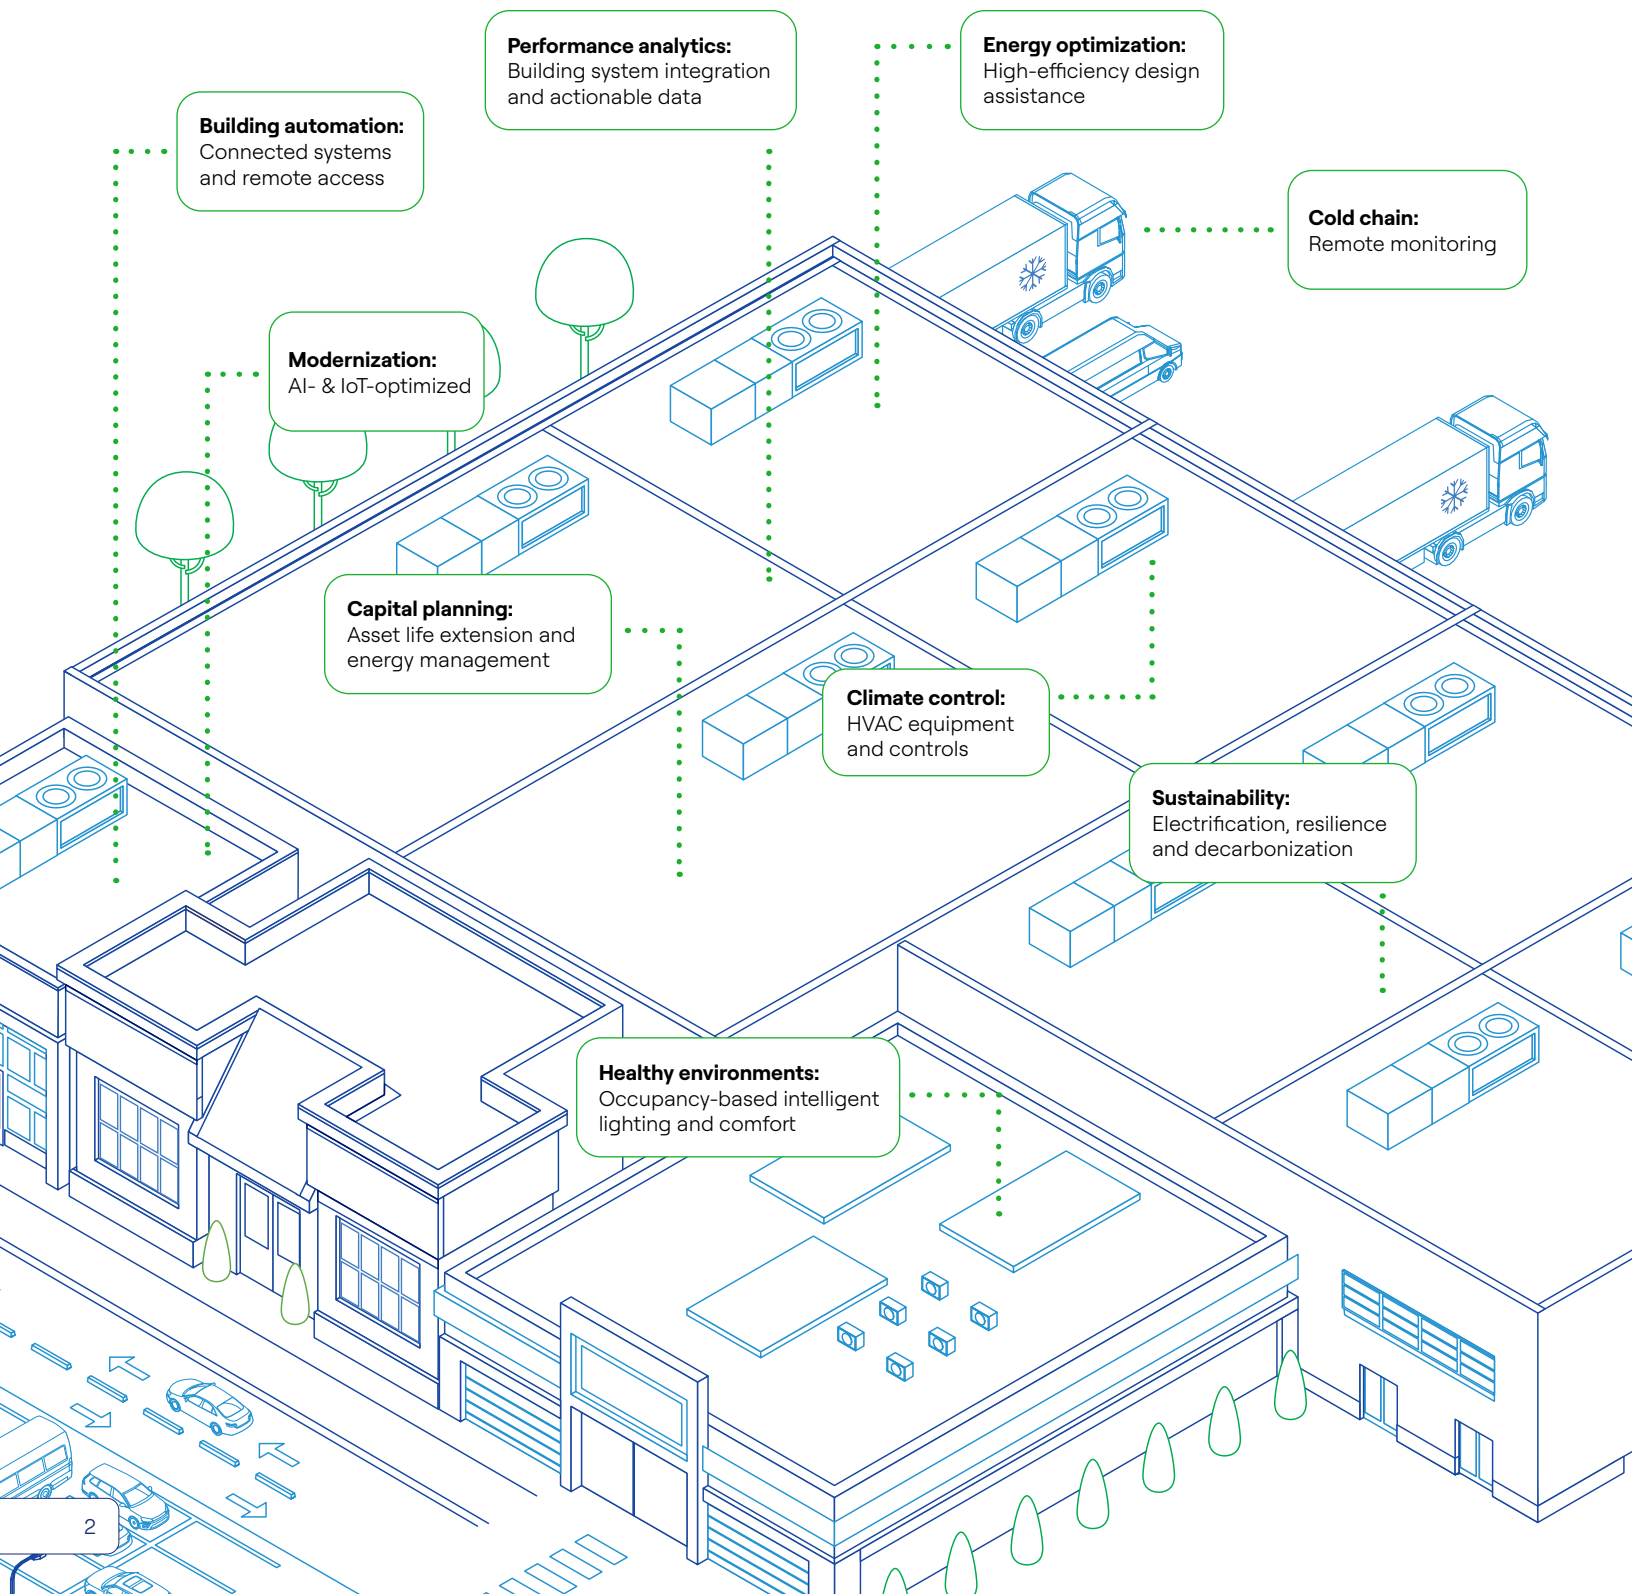 Performance analytics:
Building system integration
and actionable data
Energy optimization:
High-efficiency design
assistance
Building automation:
Connected systems
and remote access
Cold chain:
Remote monitoring
Modernization:
AI- & IoT-optimized
Capital planning:
Asset life extension and
energy management
Climate control:
HVAC equipment
and controls
Sustainability:
Electrification, resilience
and decarbonization
Healthy environments:
Occupancy-based intelligent
lighting and comfort
2